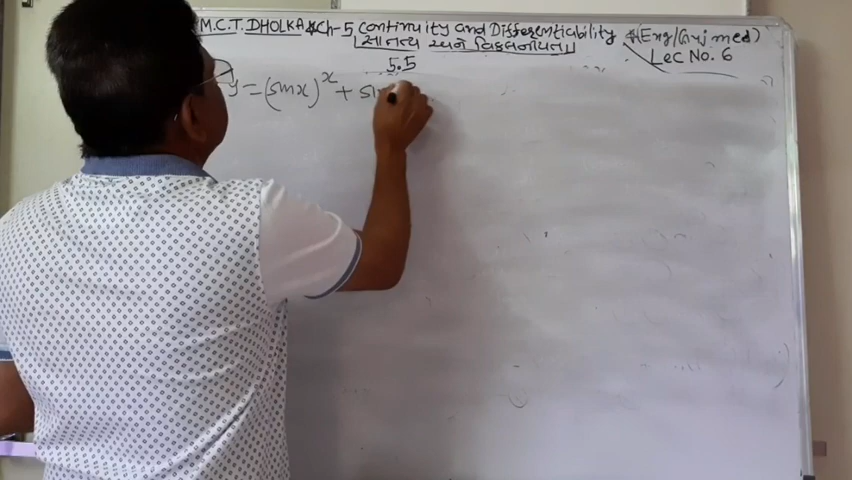 M.C.T. DHOLKA Ch-5 Continuity and Differentiability (Eng/Guj med)
સાતત્ય અને વિકલનીયતા
Lec No. 6
5.5
y = (sinx)^x + si